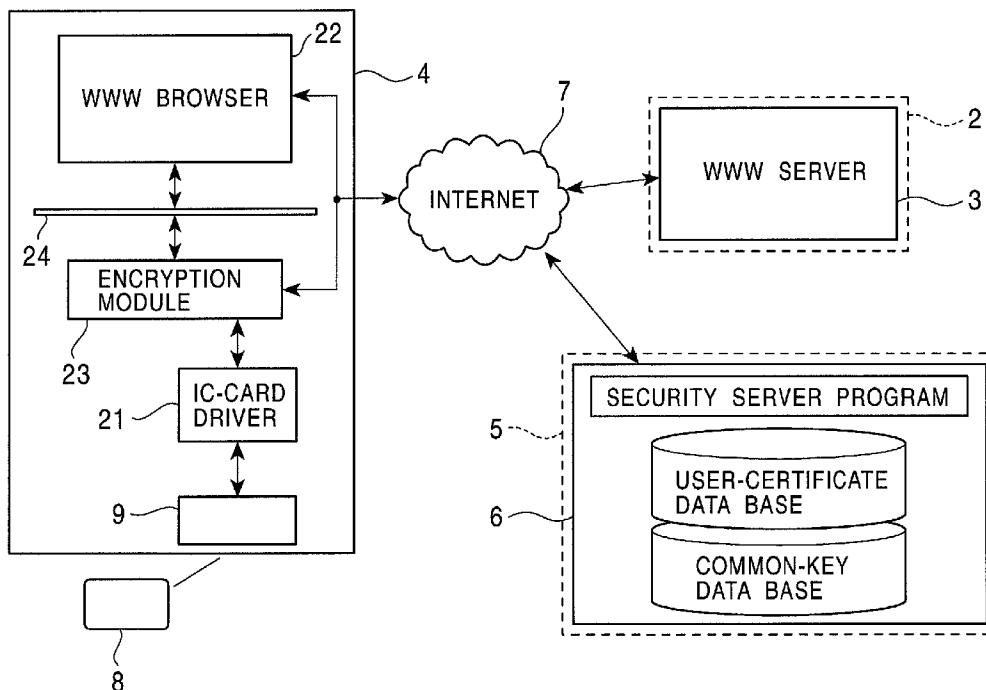 22
WWW BROWSER
4
24
ENCRYPTION
MODULE
23
IC-CARD
DRIVER
21
9
8
7
INTERNET
2
WWW SERVER
3
5
SECURITY SERVER PROGRAM
USER-CERTIFICATE
DATA BASE
6
COMMON-KEY
DATA BASE